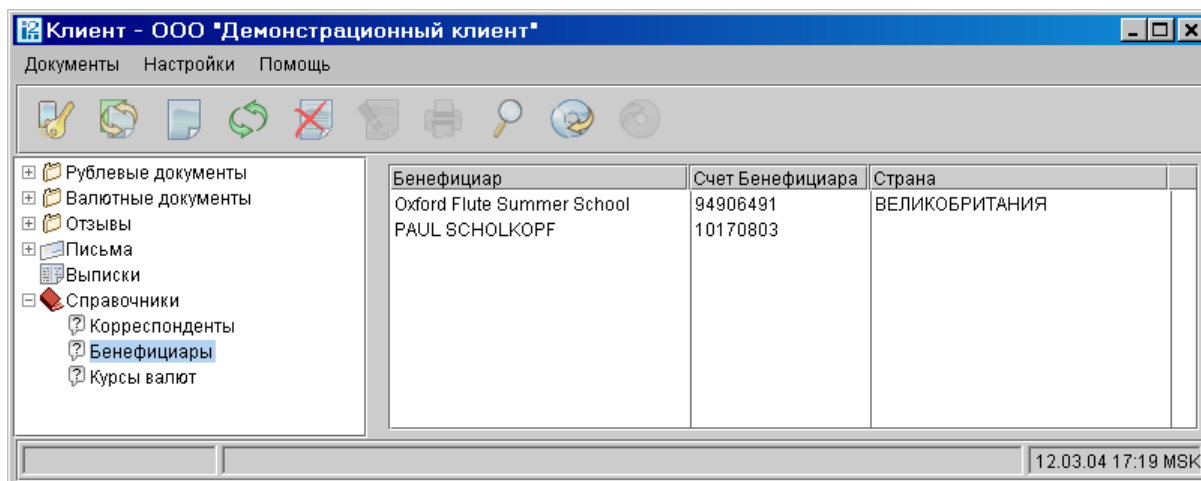 Клиент - ООО "Демонстрационный клиент"
Документы Настройки Помощь
Рублевые документы
Валютные документы
Отзывы
Письма
Выписки
Справочники
Корреспонденты
Бенефициары
Курсы валют
Бенефициар Счет Бенефициара Страна
Oxford Flute Summer School 94906491 ВЕЛИКОБРИТАНИЯ
PAUL SCHOLKOPF 10170803
12.03.04 17:19 MSK